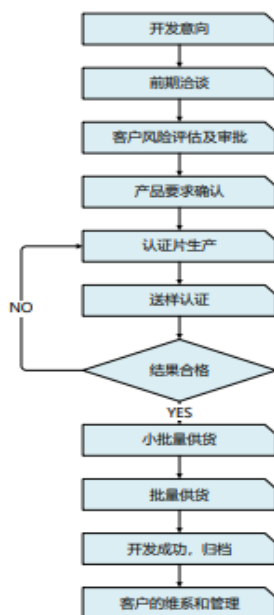 开发意向
前期洽谈
客户风险评估及审批
产品要求确认
认证片生产
送样认证
NO
结果合格
YES
小批量供货
批量供货
开发成功，归档
客户的维系和管理